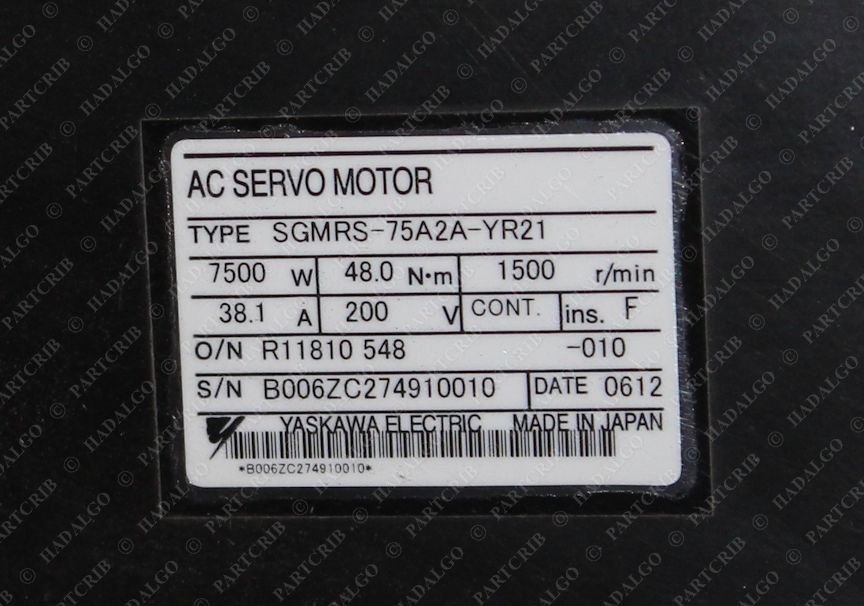 AC SERVO MOTOR
TYPE SGMRS-75A2A-YR21
7500 W 48.0 N•m 1500 r/min
38.1 A 200 V CONT. ins. F
O/N R11810 548 -010
S/N B006ZC274910010 DATE 0612
YASKAWA ELECTRIC MADE IN JAPAN
*B006ZC274910010*